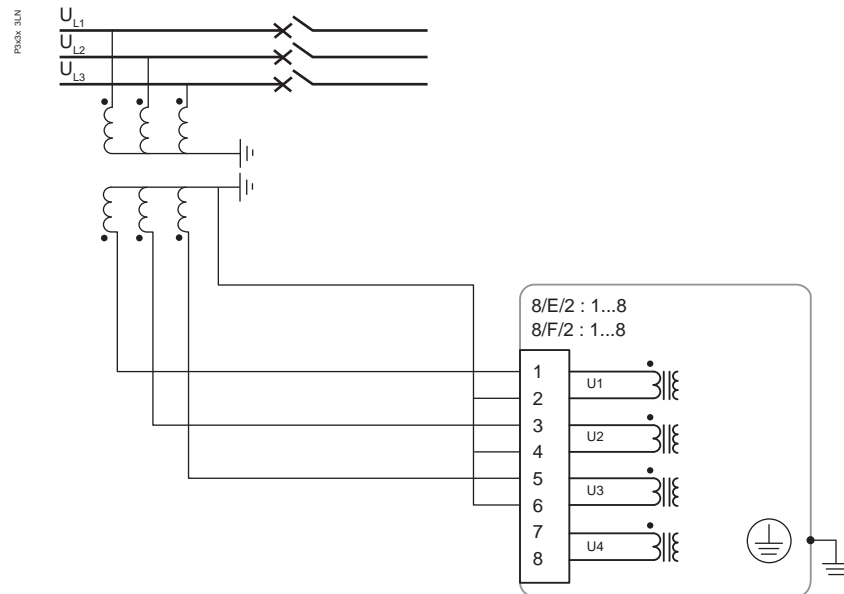 P3x3x 3LN
UL1
UL2
UL3
8/E/2 : 1...8
8/F/2 : 1...8
1
U1
2
3
U2
4
5
U3
6
7
U4
8